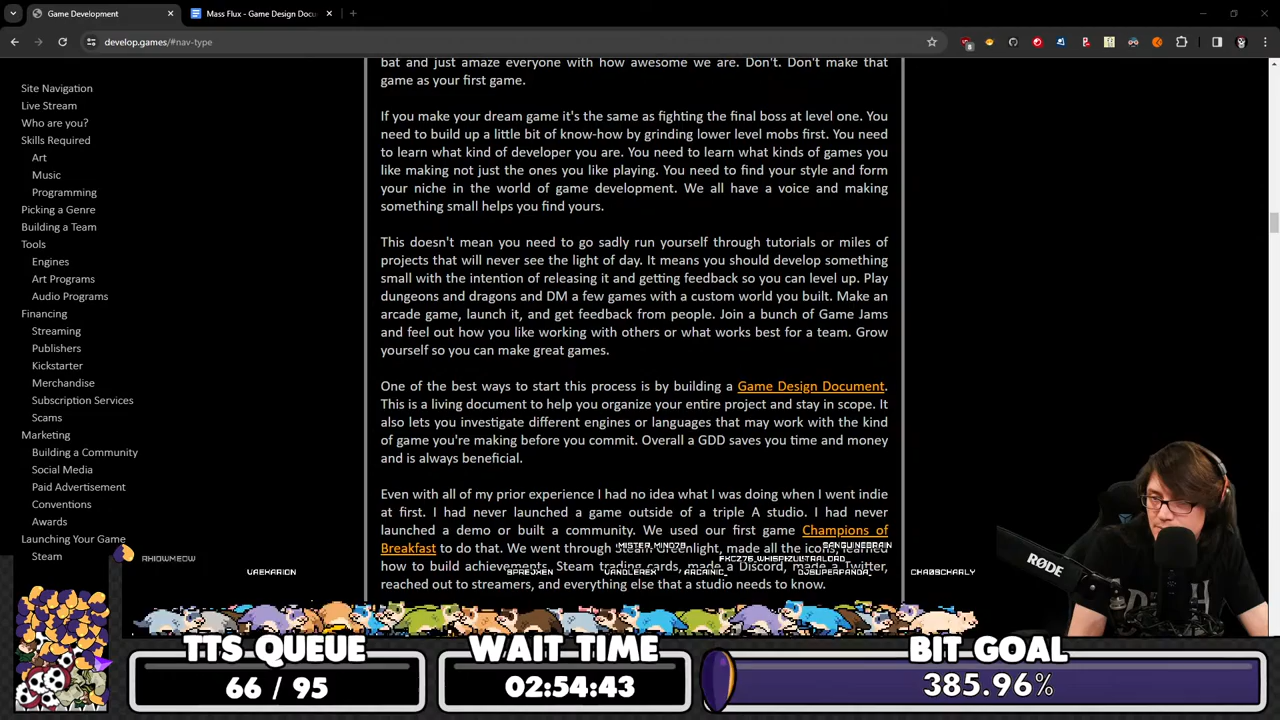 Game Development
Mass Flux - Game Design Docu
develop.games/#nav-type
Site Navigation
Live Stream
Who are you?
Skills Required
Art
Music
Programming
Picking a Genre
Building a Team
Tools
Engines
Art Programs
Audio Programs
Financing
Streaming
Publishers
Kickstarter
Merchandise
Subscription Services
Scams
Marketing
Building a Community
Social Media
Paid Advertisement
Conventions
Awards
Launching Your Game
Steam
bat and just amaze everyone with how awesome we are. Don't. Don't make that
game as your first game.
If you make your dream game it's the same as fighting the final boss at level one. You
need to build up a little bit of know-how by grinding lower level mobs first. You need
to learn what kind of developer you are. You need to learn what kinds of games you
like making not just the ones you like playing. You need to find your style and form
your niche in the world of game development. We all have a voice and making
something small helps you find yours.
This doesn't mean you need to go sadly run yourself through tutorials or miles of
projects that will never see the light of day. It means you should develop something
small with the intention of releasing it and getting feedback so you can level up. Play
dungeons and dragons and DM a few games with a custom world you built. Make an
arcade game, launch it, and get feedback from people. Join a bunch of Game Jams
and feel out how you like working with others or what works best for a team. Grow
yourself so you can make great games.
One of the best ways to start this process is by building a Game Design Document.
This is a living document to help you organize your entire project and stay in scope. It
also lets you investigate different engines or languages that may work with the kind
of game you're making before you commit. Overall a GDD saves you time and money
and is always beneficial.
Even with all of my prior experience I had no idea what I was doing when I went indie
at first. I had never launched a game outside of a triple A studio. I had never
launched a demo or built a community. We used our first game Champions of
Breakfast to do that. We went through Steam Greenlight, made all the icons, learned
how to build achievements, Steam trading cards, made a Discord, made a Twitter,
reached out to streamers, and everything else that a studio needs to know.
RHIOWMEOW
VAEKARION
VANDLEREX
ARCAINIC
DJSUPERPANDA_
CHA0SCHARLY
SANGUINEBRAIN
RØDE
TTS QUEUE
66 / 95
WAIT TIME
02:54:43
BIT GOAL
385.96%